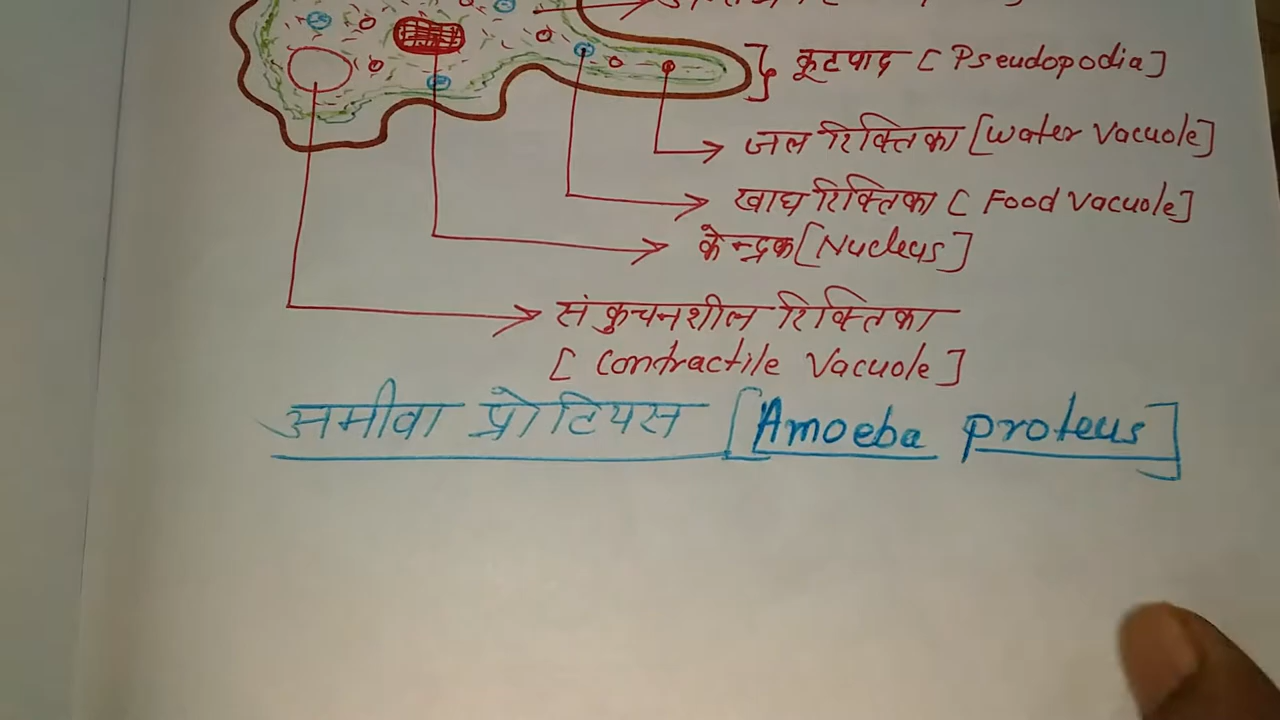 कूटपाद [Pseudopodia]
जल रिक्तिका [Water Vacuole]
खाद्य रिक्तिका [Food Vacuole]
केन्द्रक [Nucleus]
संकुचनशील रिक्तिका
[Contractile Vacuole]
अमीवा प्रोटियस [Amoeba proteus]